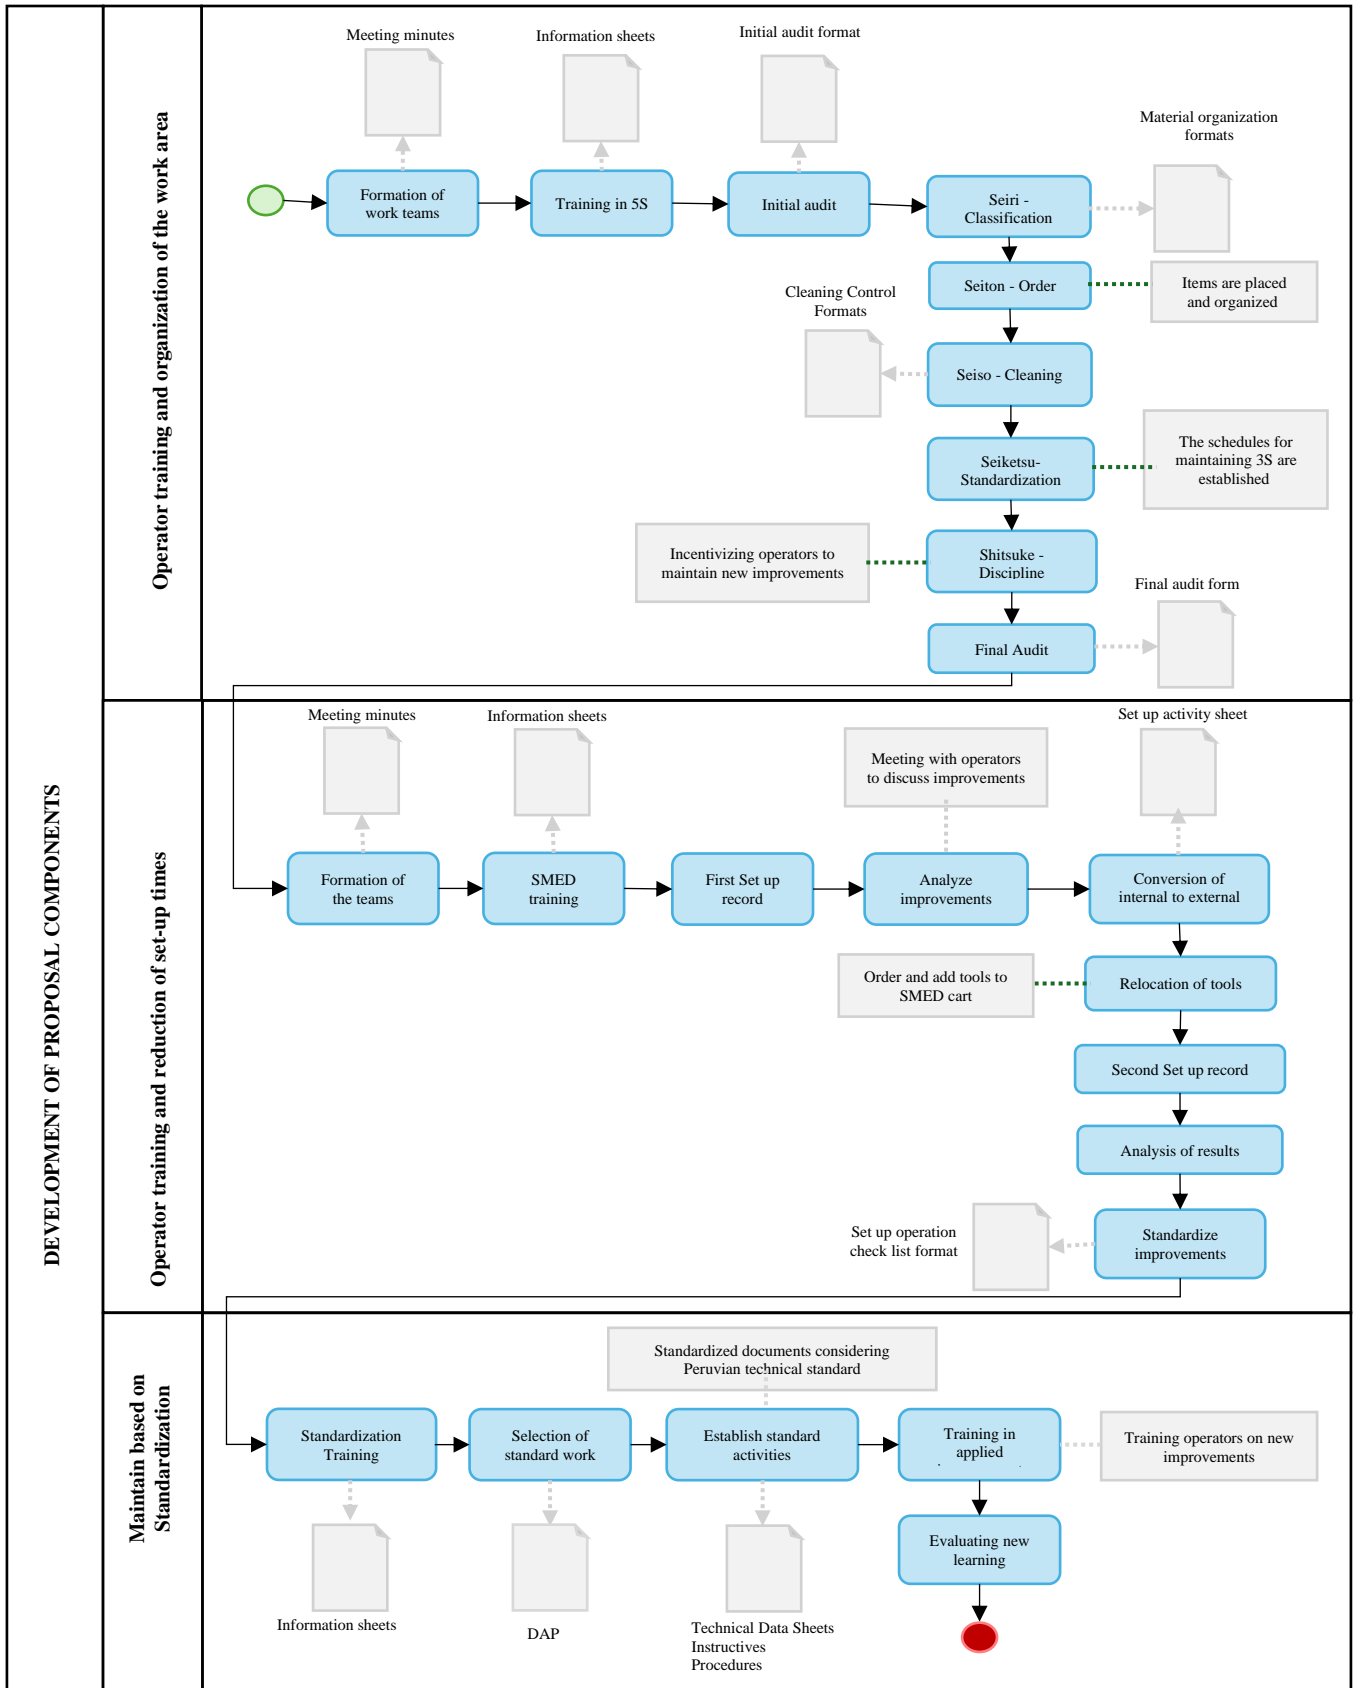 DEVELOPMENT OF PROPOSAL COMPONENTS
Operator training and organization of the work area
Meeting minutes
Information sheets
Initial audit format
Material organization
formats
Formation of
work teams
Training in 5S
Initial audit
Seiri -
Classification
Seiton - Order
Items are placed
and organized
Cleaning Control
Formats
Seiso - Cleaning
Seiketsu-
Standardization
The schedules for
maintaining 3S are
established
Incentivizing operators to
maintain new improvements
Shitsuke -
Discipline
Final audit form
Final Audit
Operator training and reduction of set-up times
Meeting minutes
Information sheets
Meeting with operators
to discuss improvements
Set up activity sheet
Formation of
the teams
SMED
training
First Set up
record
Analyze
improvements
Conversion of
internal to external
Order and add tools to
SMED cart
Relocation of tools
Second Set up record
Analysis of results
Set up operation
check list format
Standardize
improvements
Maintain based on
Standardization
Standardized documents considering
Peruvian technical standard
Standardization
Training
Selection of
standard work
Establish standard
activities
Training in
applied
Training operators on new
improvements
Evaluating new
learning
Information sheets
DAP
Technical Data Sheets
Instructives
Procedures